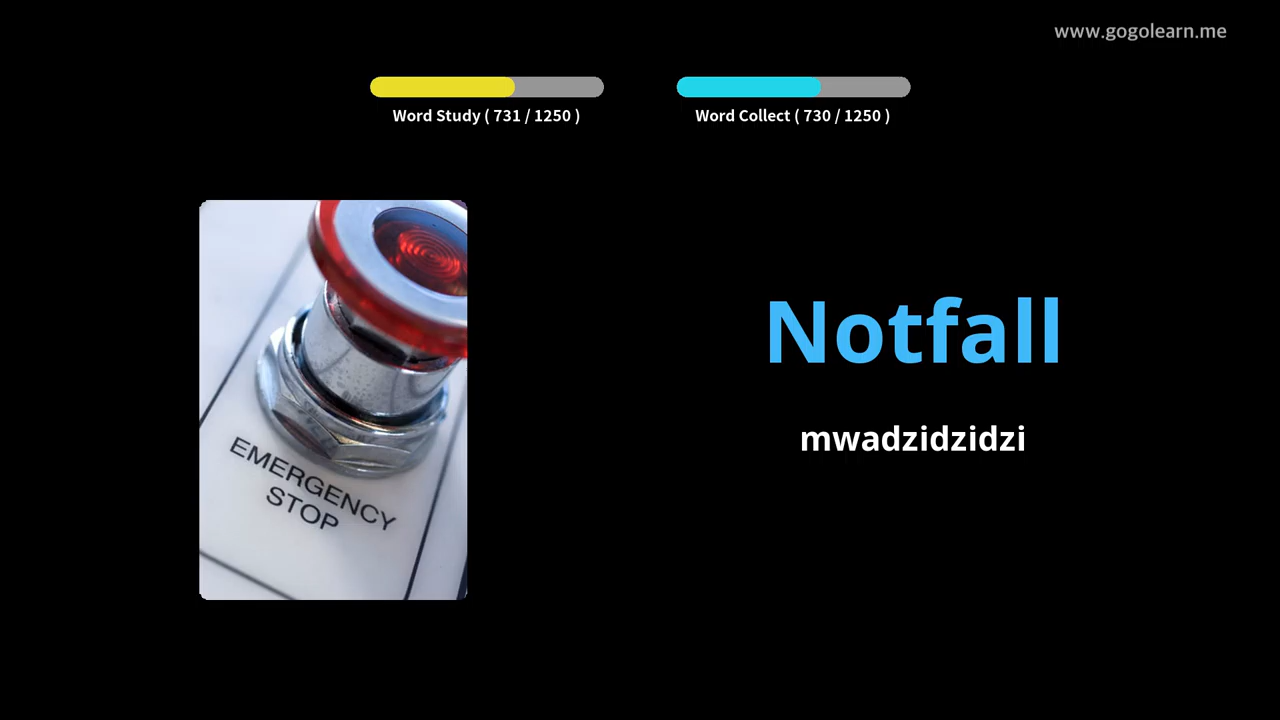 www.gogolearn.me
Word Study ( 731 / 1250 )
Word Collect ( 730 / 1250 )
EMERGENCY
STOP
Notfall
mwadzidzidzi